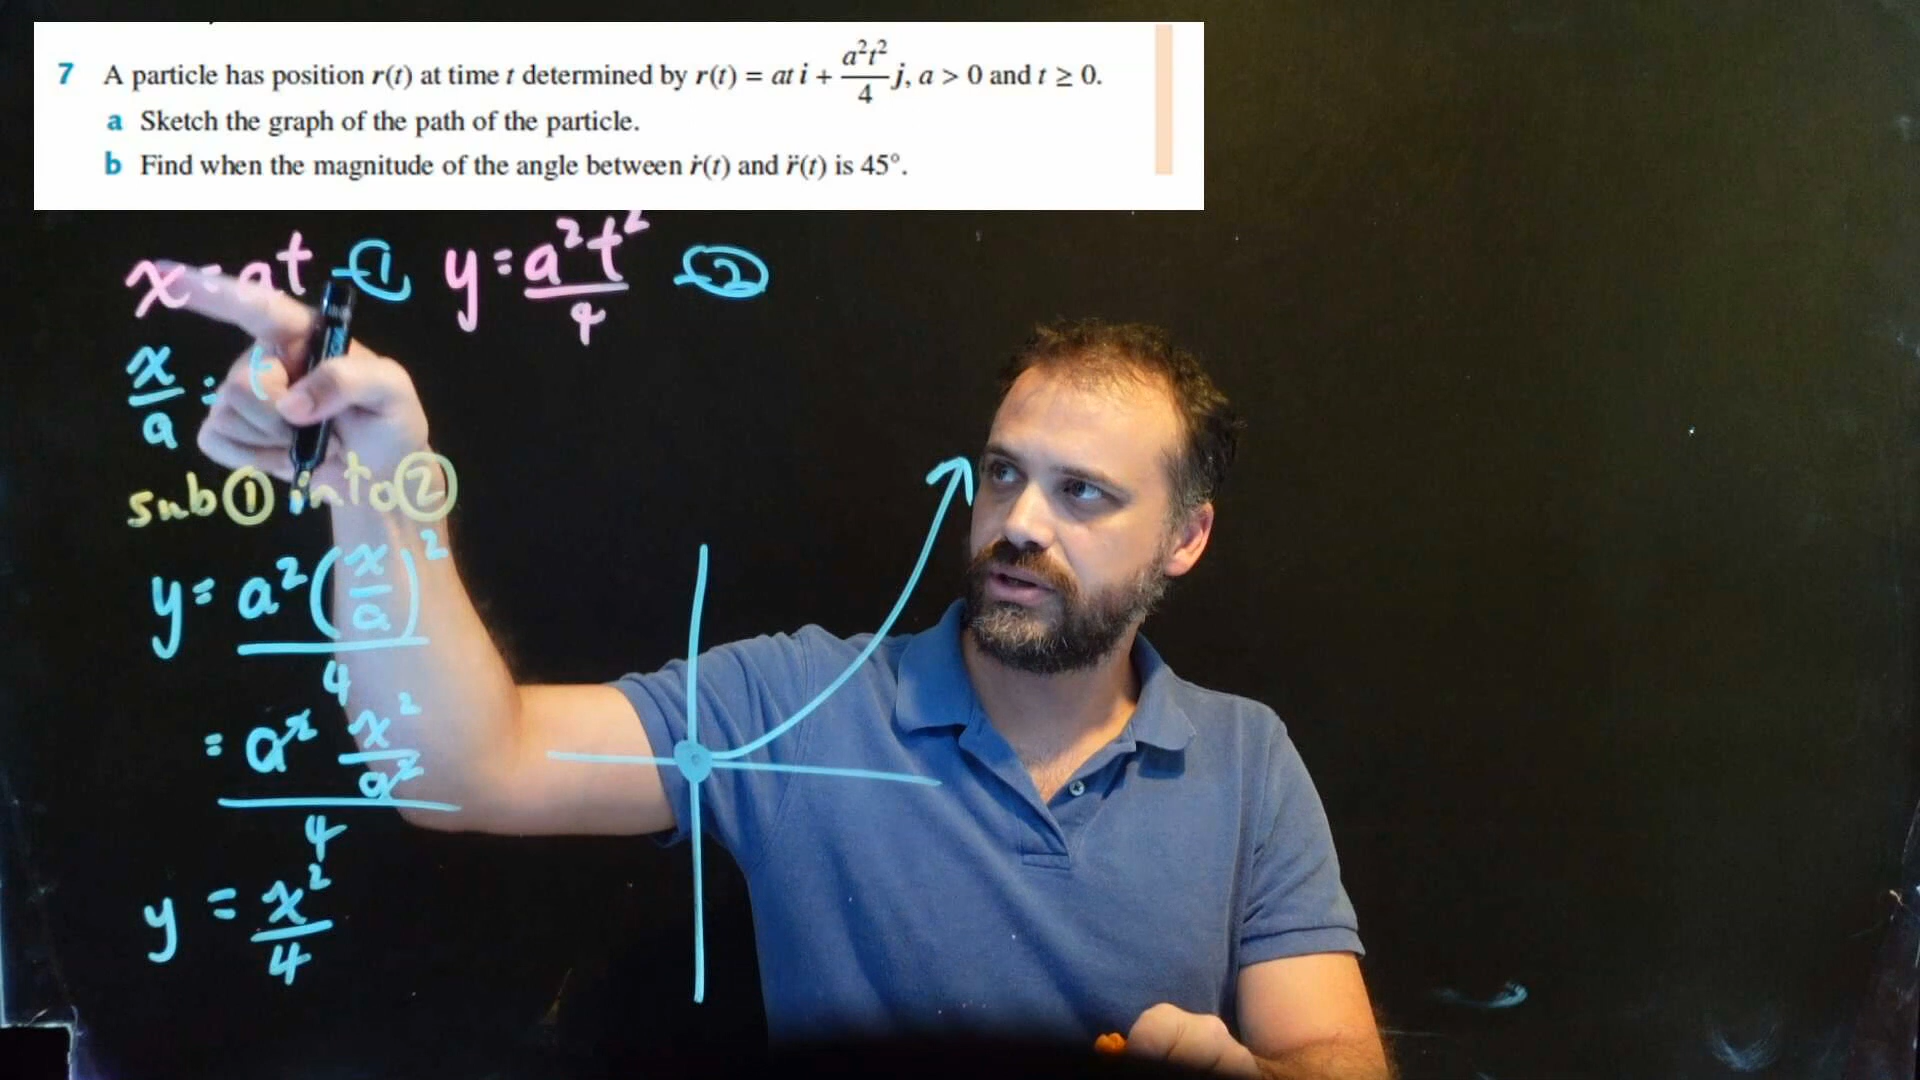 7 A particle has position r(t) at time t determined by r(t) = at i + a²t²/4 j, a > 0 and t ≥ 0.
a Sketch the graph of the path of the particle.
b Find when the magnitude of the angle between ṙ(t) and r̈(t) is 45°.
x = at -① y = a²t²/4 -②
x/a = t
sub ① into ②
y = a²(x/a)²/4
= a² x²/a² / 4
y = x²/4